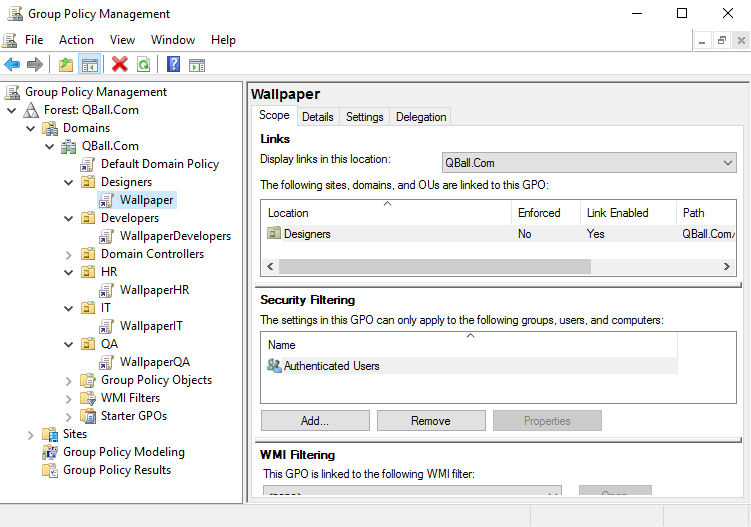 Group Policy Management
File Action View Window Help
Group Policy Management
Forest: QBall.Com
Domains
QBall.Com
Default Domain Policy
Designers
Wallpaper
Developers
WallpaperDevelopers
Domain Controllers
HR
WallpaperHR
IT
WallpaperIT
QA
WallpaperQA
Group Policy Objects
WMI Filters
Starter GPOs
Sites
Group Policy Modeling
Group Policy Results
Wallpaper
Scope Details Settings Delegation
Links
Display links in this location: QBall.Com
The following sites, domains, and OUs are linked to this GPO:
Location Enforced Link Enabled Path
Designers No Yes QBall.Com/
Security Filtering
The settings in this GPO can only apply to the following groups, users, and computers:
Name
Authenticated Users
Add... Remove Properties
WMI Filtering
This GPO is linked to the following WMI filter: